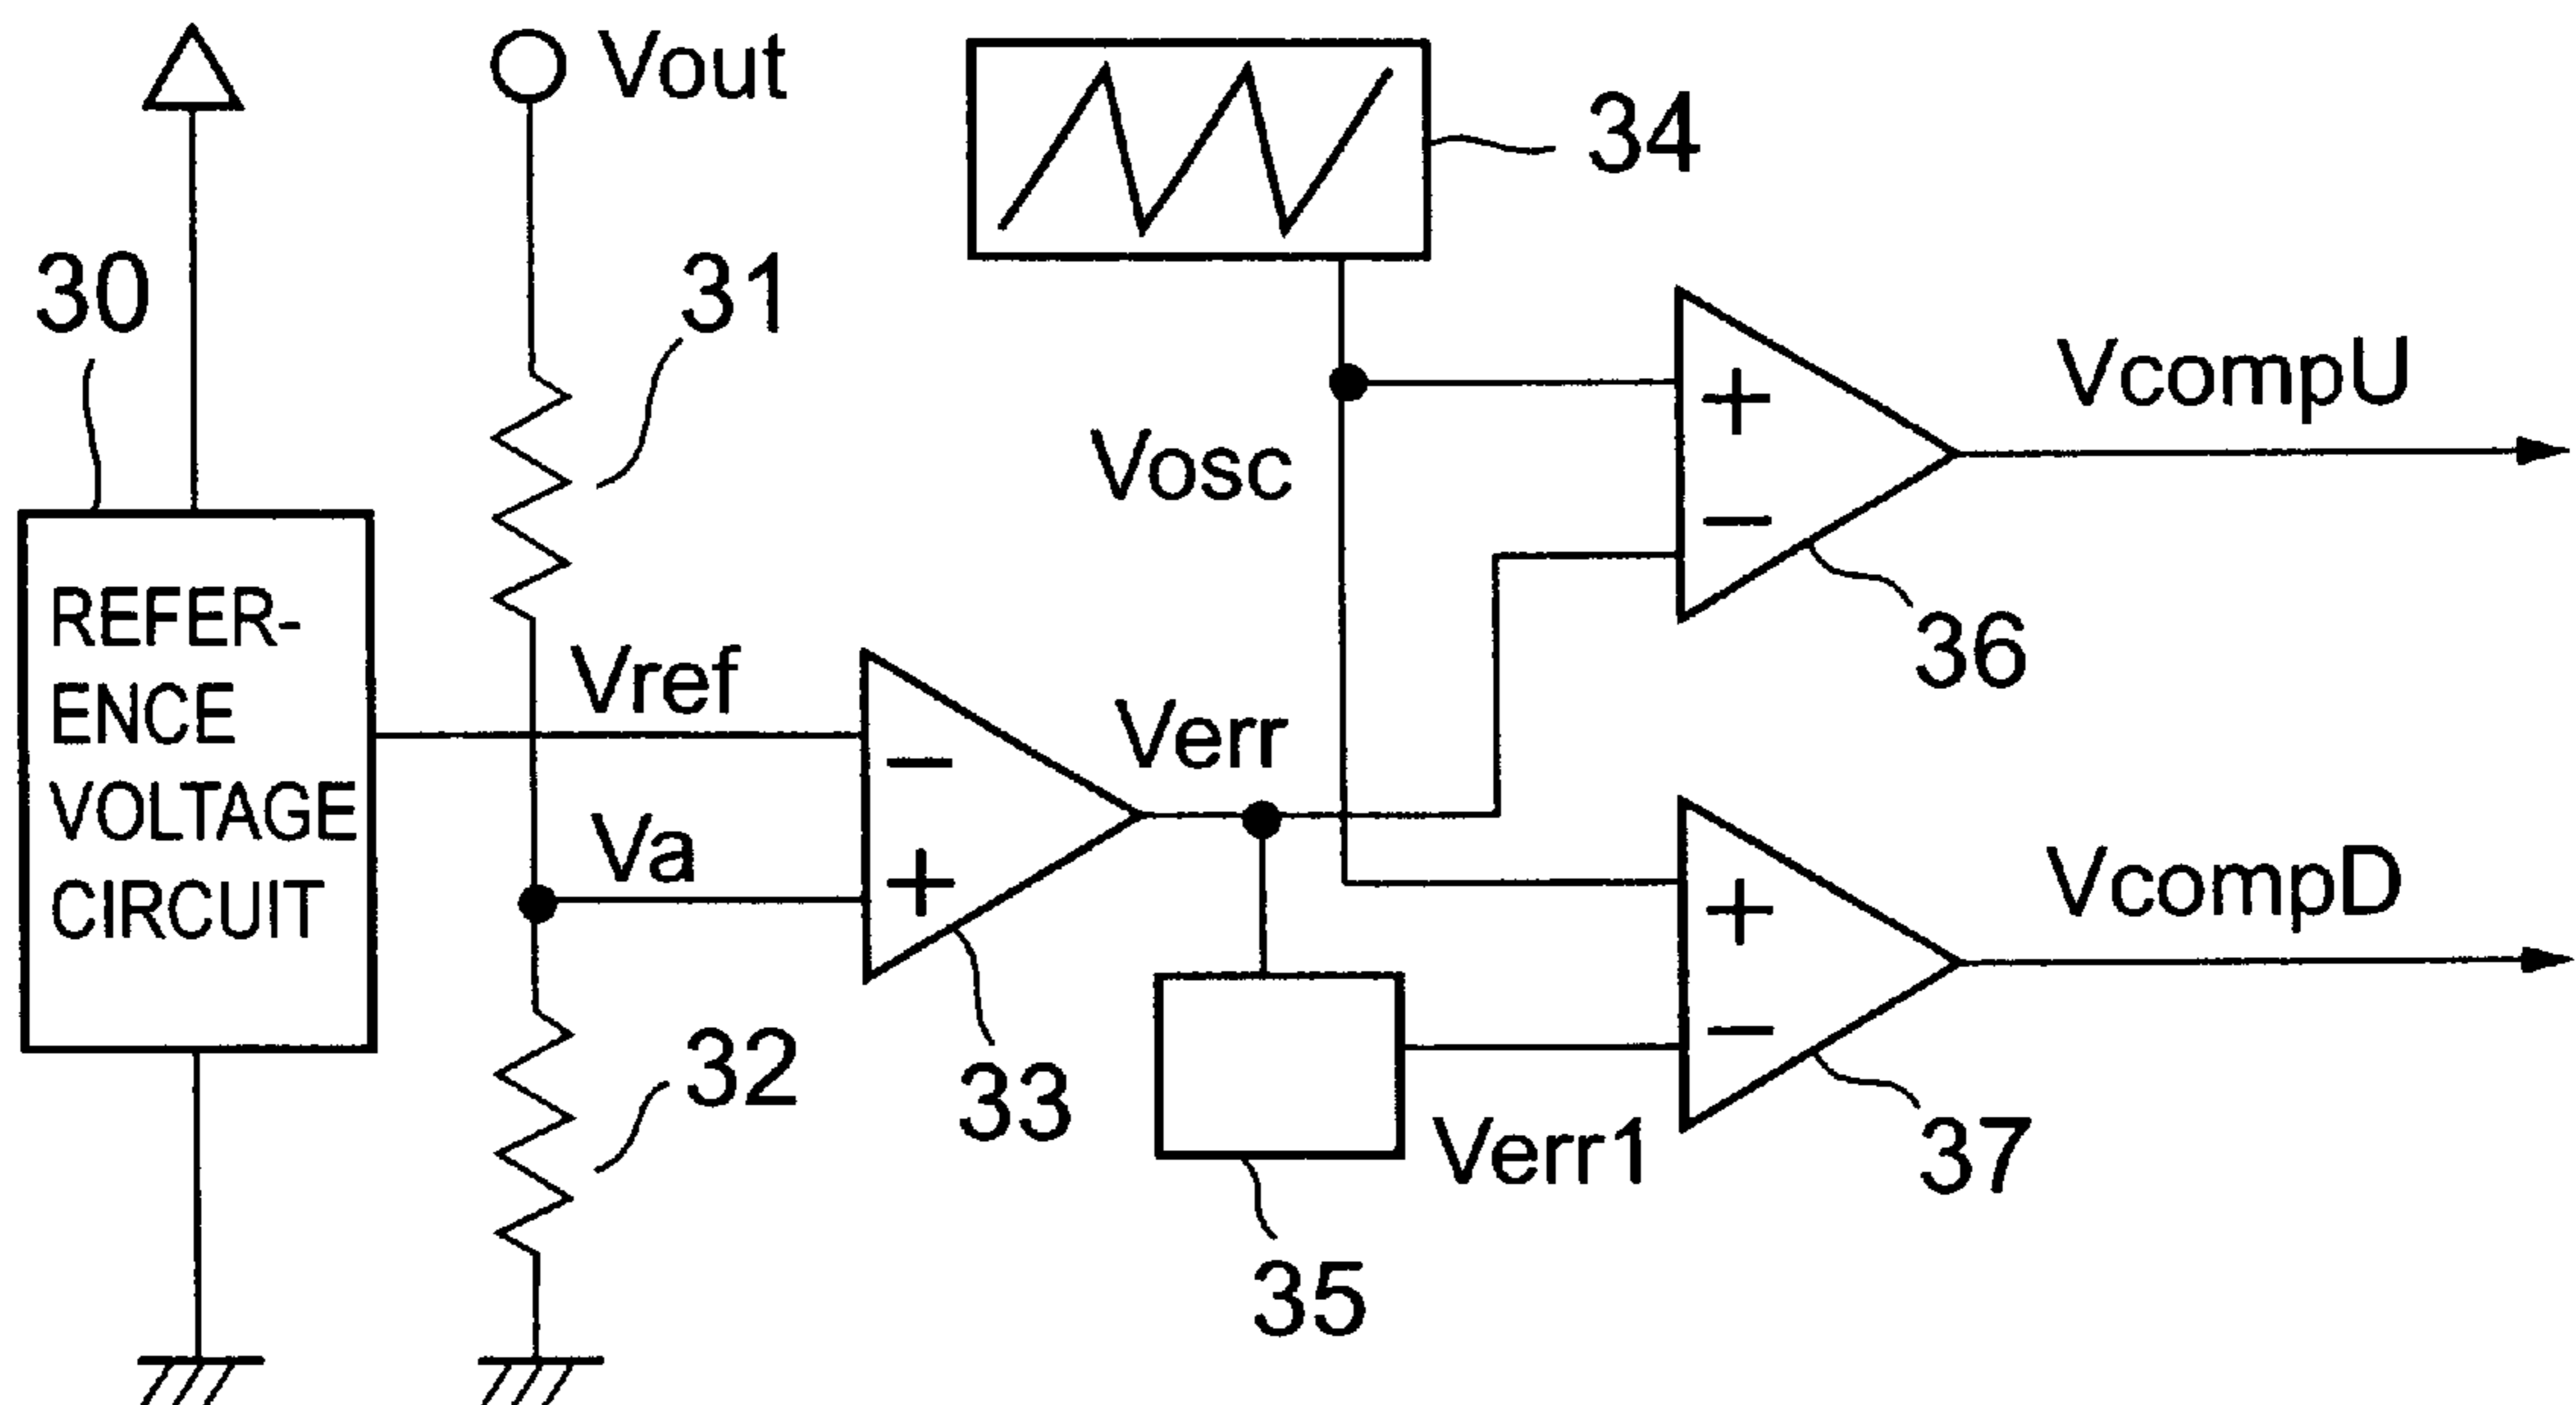 Vout
34
30
31
VcompU
Vosc
+
−
REFER-
ENCE
VOLTAGE
CIRCUIT
36
Vref
Verr
−
Va
+
VcompD
+
−
32
33
Verr1
37
35